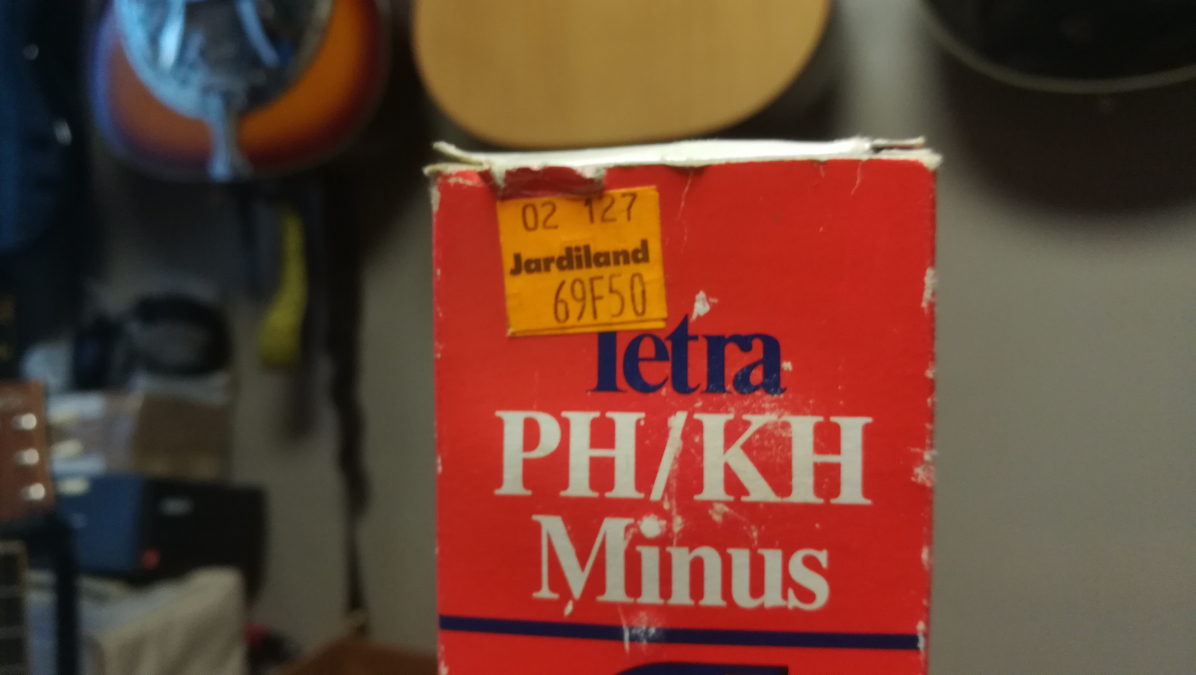 02 127
Jardiland
69F50
Tetra
PH/KH
Minus